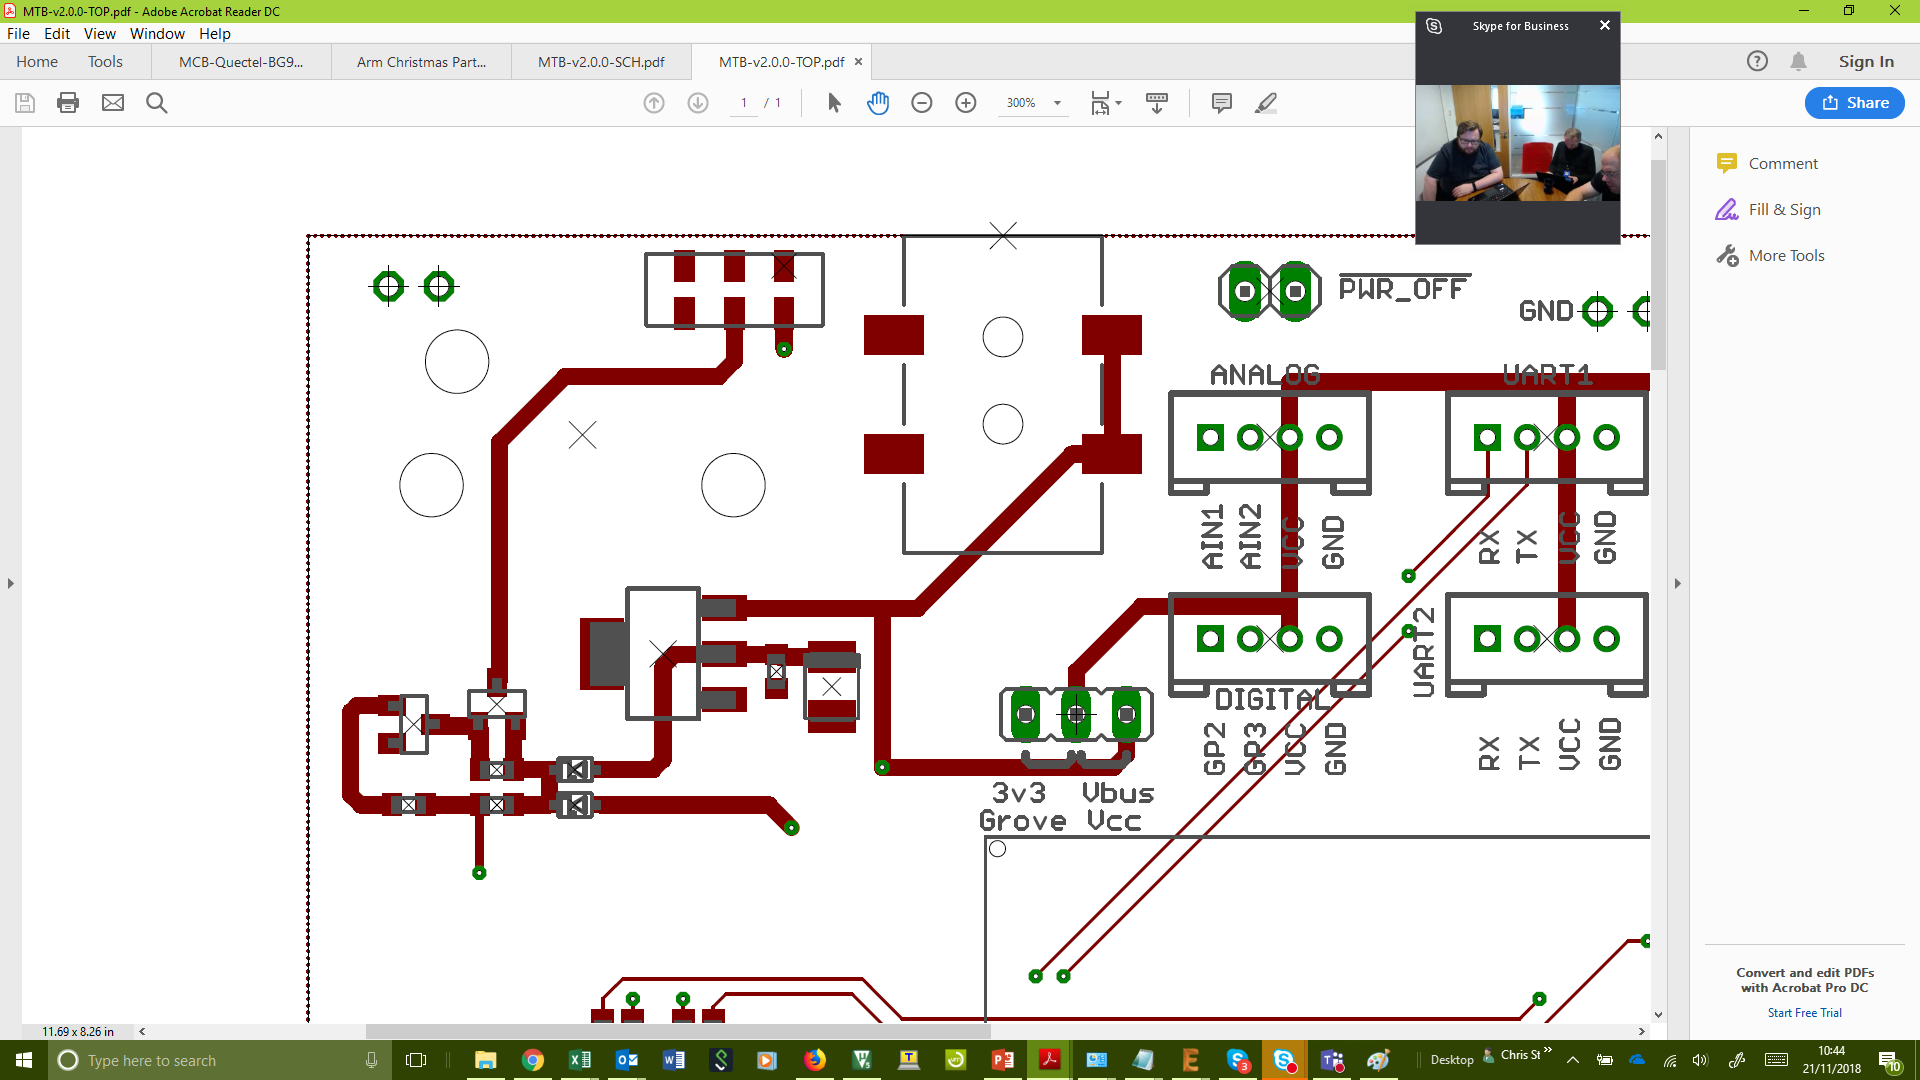 MTB-v2.0.0-TOP.pdf - Adobe Acrobat Reader DC
File Edit View Window Help
Home Tools MCB-Quectel-BG9... Arm Christmas Part... MTB-v2.0.0-SCH.pdf MTB-v2.0.0-TOP.pdf × Sign In
1 / 1 300% Share
Skype for Business
Comment
Fill & Sign
More Tools
PWR_OFF
GND
ANALOG UART1
AIN1 AIN2 VCC GND
RX TX VCC GND
UART2
DIGITAL
GP2 GP3 VCC GND
RX TX VCC GND
3v3 Vbus
Grove Vcc
Convert and edit PDFs
with Acrobat Pro DC
Start Free Trial
11.69 x 8.26 in
Type here to search
Desktop Chris St
10:44
21/11/2018
10
3